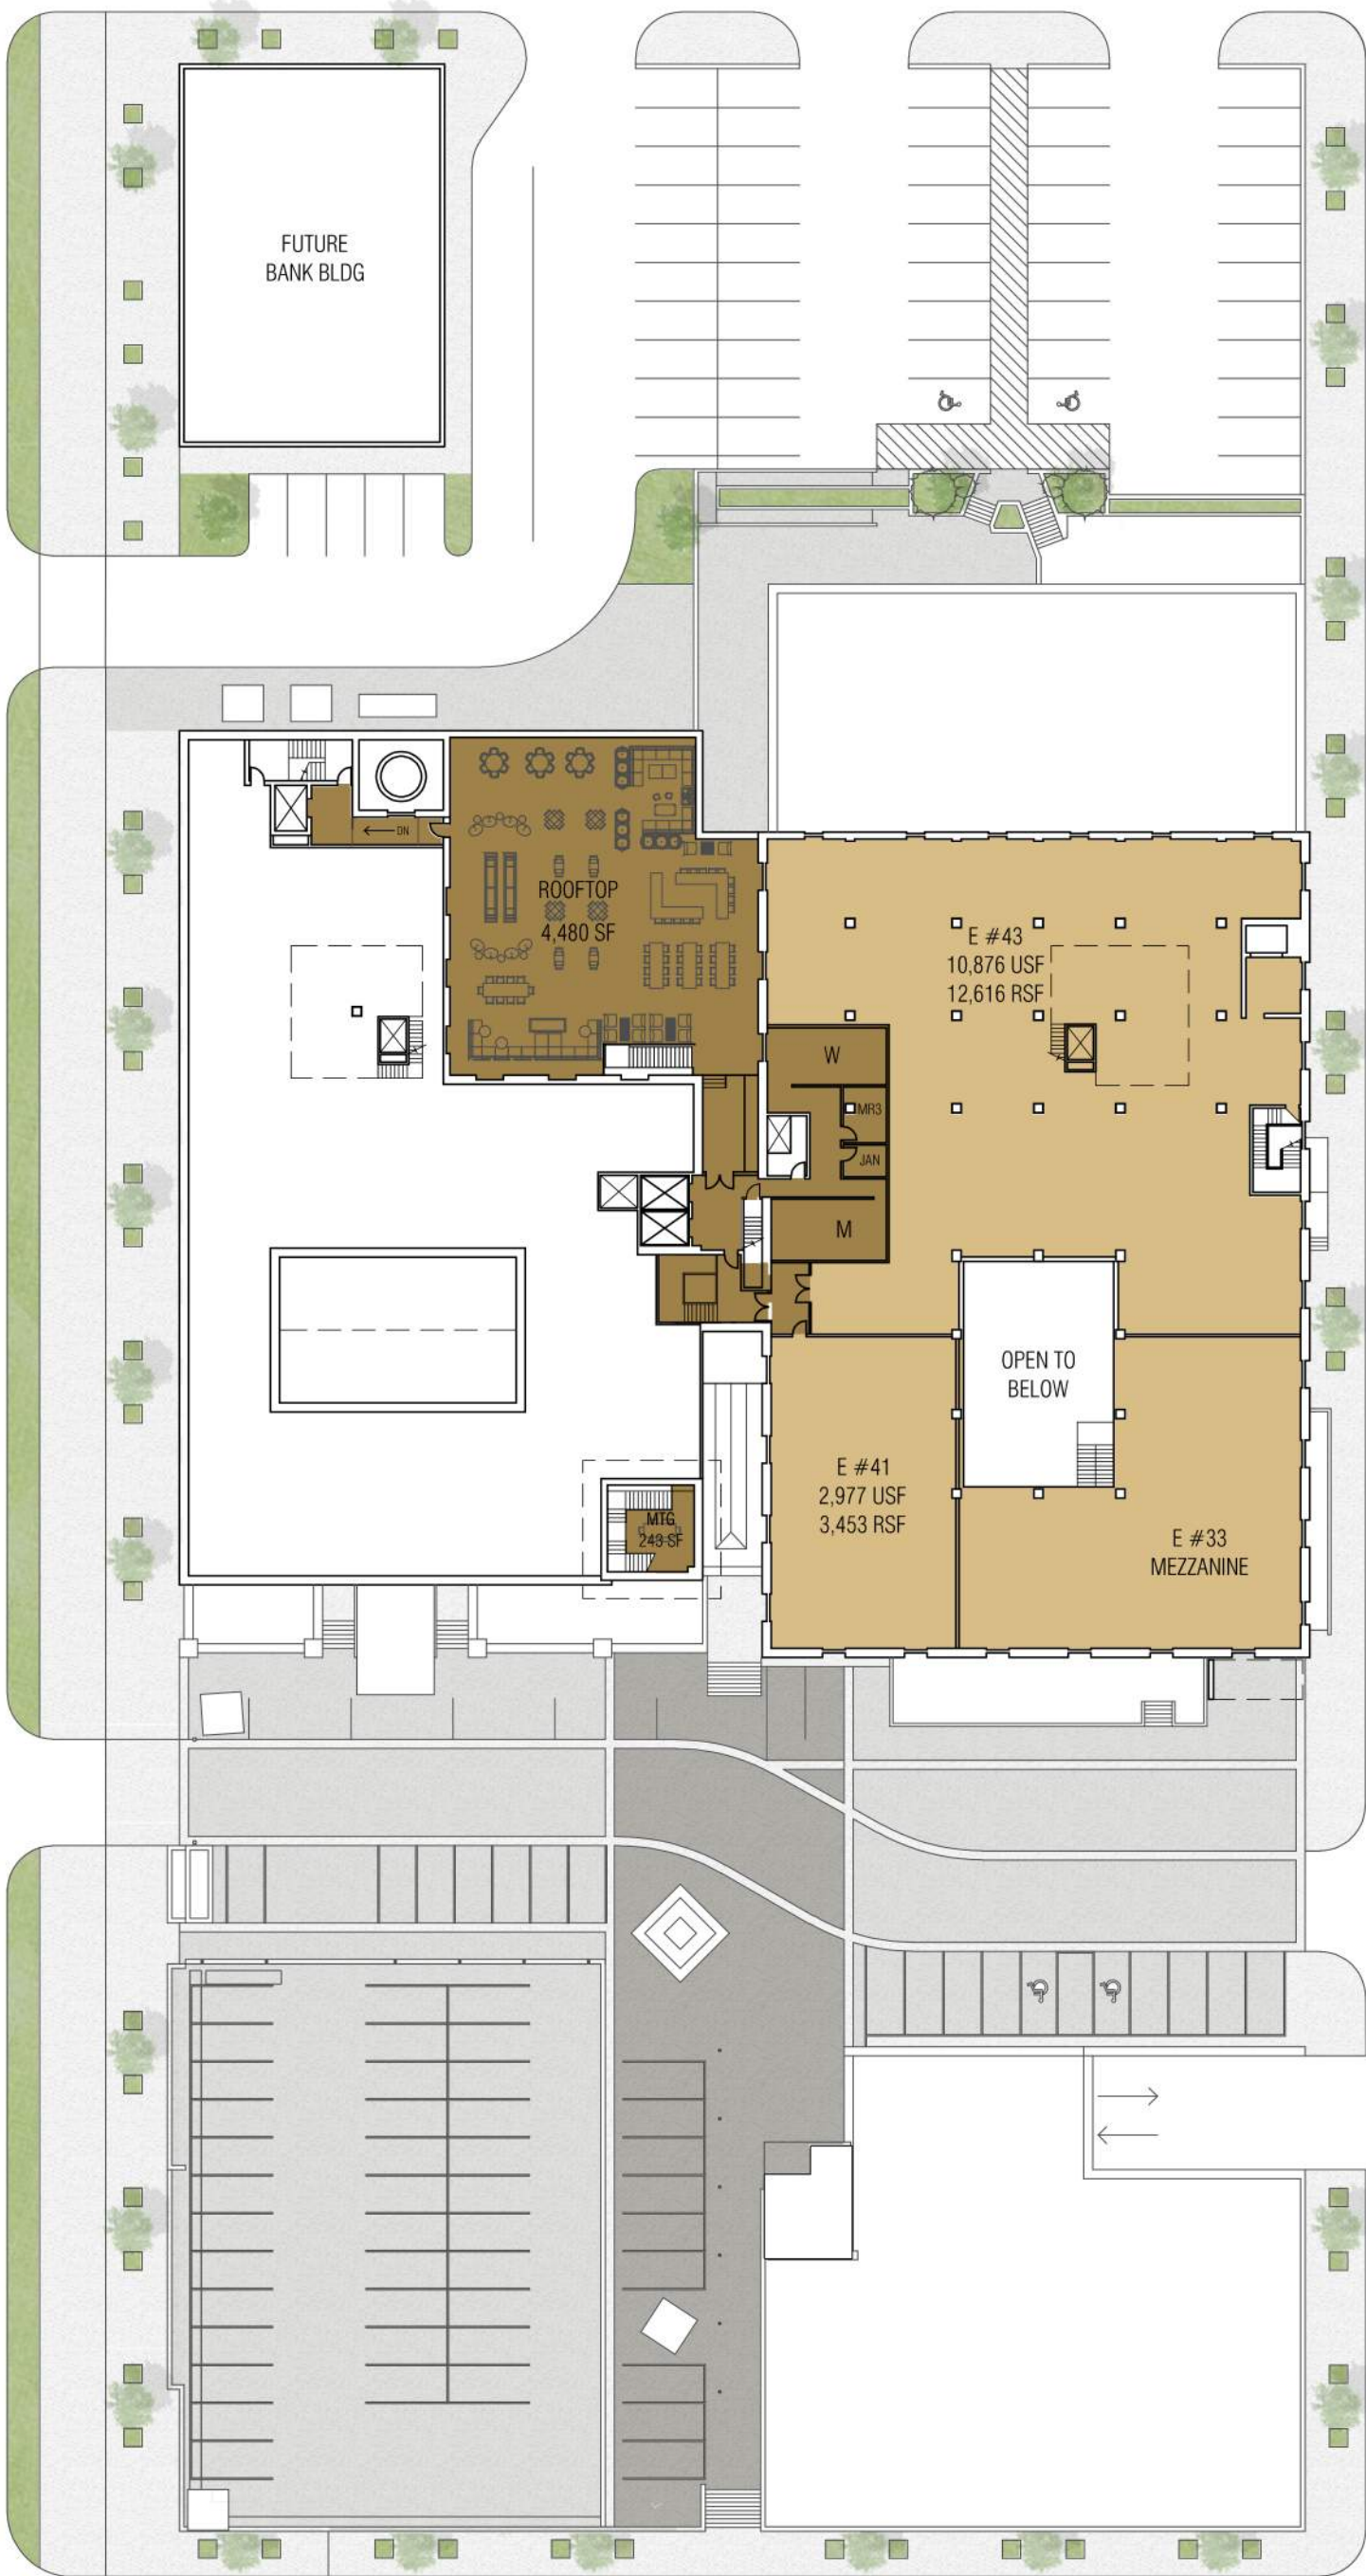 FUTURE
BANK BLDG
DN
ROOFTOP
4,480 SF
E #43
10,876 USF
12,616 RSF
W
MR3
JAN
M
OPEN TO
BELOW
E #41
2,977 USF
3,453 RSF
MTG
243 SF
E #33
MEZZANINE